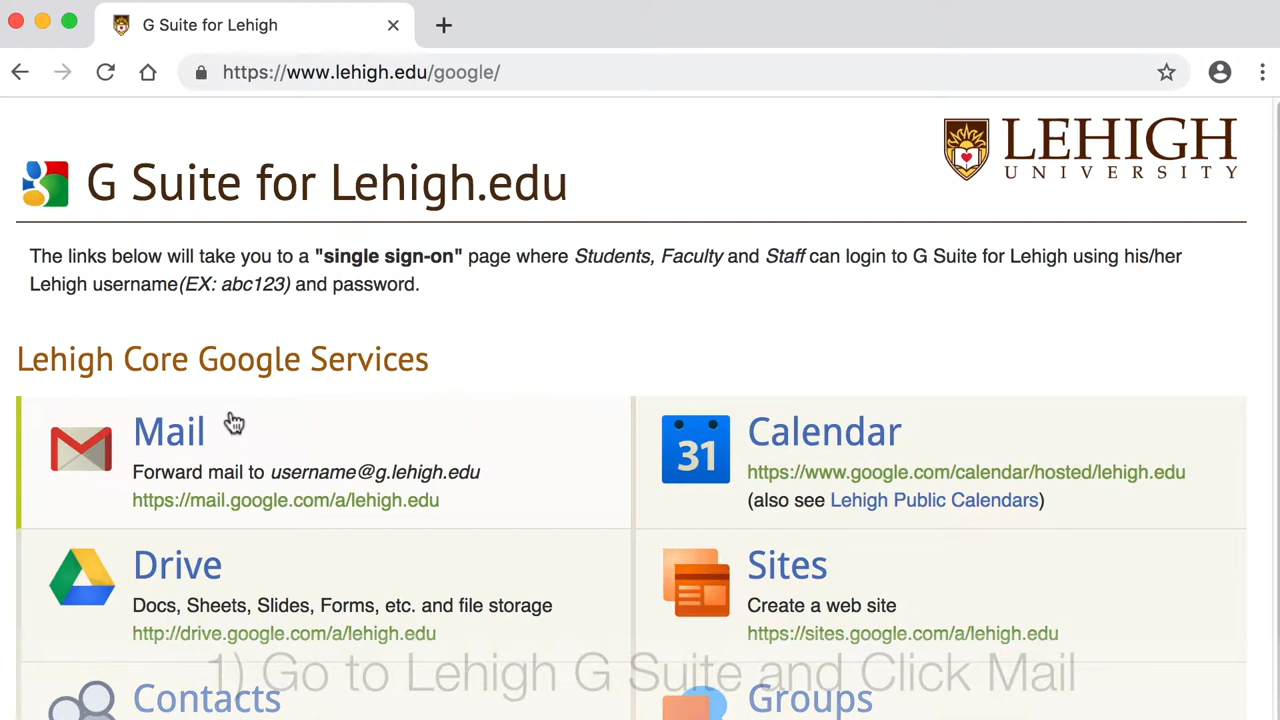 G Suite for Lehigh
https://www.lehigh.edu/google/
LEHIGH
UNIVERSITY
G Suite for Lehigh.edu
The links below will take you to a "single sign-on" page where Students, Faculty and Staff can login to G Suite for Lehigh using his/her
Lehigh username(EX: abc123) and password.
Lehigh Core Google Services
Mail
Forward mail to username@g.lehigh.edu
https://mail.google.com/a/lehigh.edu
31
Calendar
https://www.google.com/calendar/hosted/lehigh.edu
(also see Lehigh Public Calendars)
Drive
Docs, Sheets, Slides, Forms, etc. and file storage
http://drive.google.com/a/lehigh.edu
Sites
Create a web site
https://sites.google.com/a/lehigh.edu
1) Go to Lehigh G Suite and Click Mail
Contacts
Groups